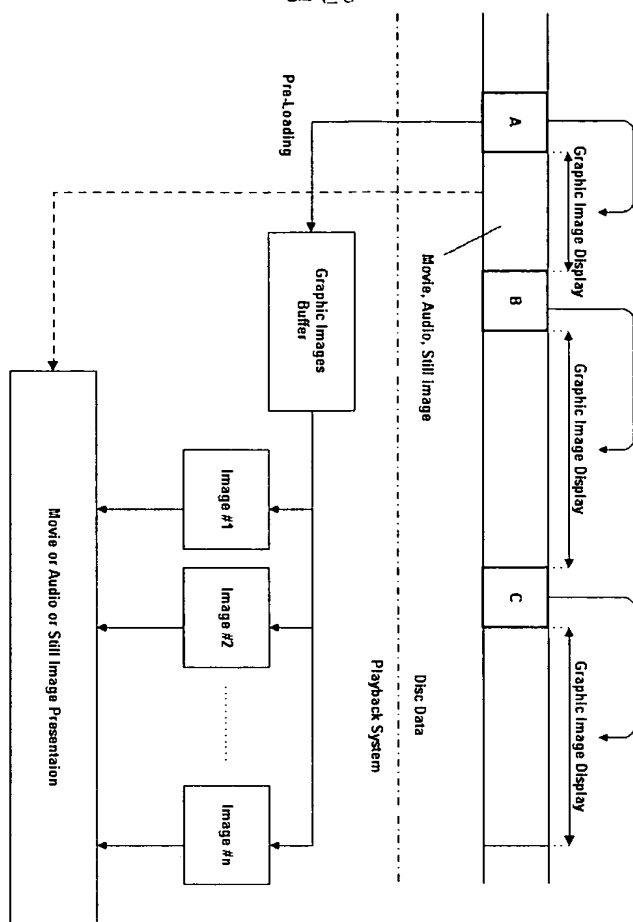 Graphic Image Display
Graphic Image Display
Graphic Image Display
A
B
C
Movie, Audio, Still image
Disc Data
Playback System
Pre-Loading
Graphic Images
Buffer
Image #1
Image #2
Image #n
Movie or Audio or Still Image Presentaion